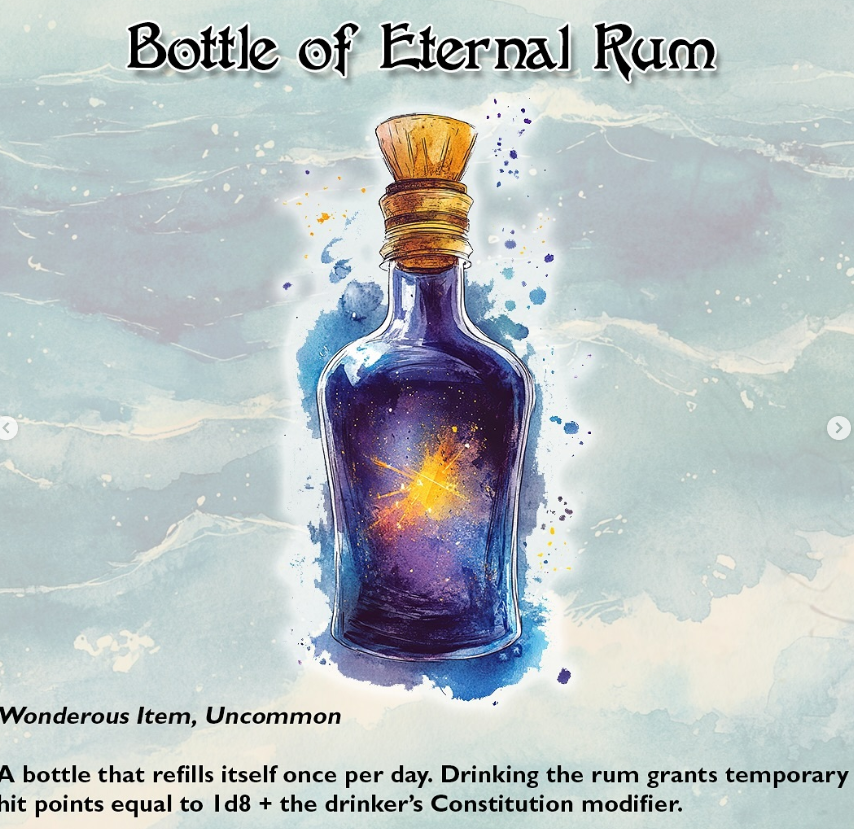 Bottle of Eternal Rum
Wonderous Item, Uncommon
A bottle that refills itself once per day. Drinking the rum grants temporary
hit points equal to 1d8 + the drinker’s Constitution modifier.